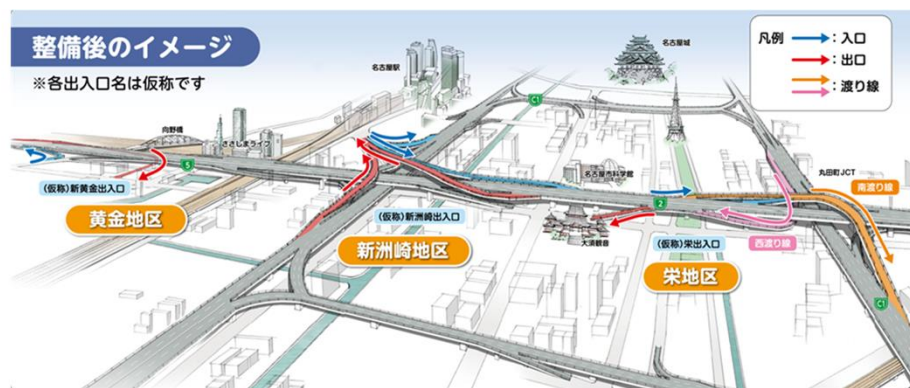 整備後のイメージ
※各出入口名は仮称です
名古屋駅
名古屋城
凡例
：入口
：出口
：渡り線
C1
向野橋
ささしまライブ
5
(仮称)新黄金出入口
黄金地区
名古屋市科学館
丸田町JCT
南渡り線
2
(仮称)新洲崎出入口
新洲崎地区
大須観音
(仮称)栄出入口
西渡り線
栄地区
C1